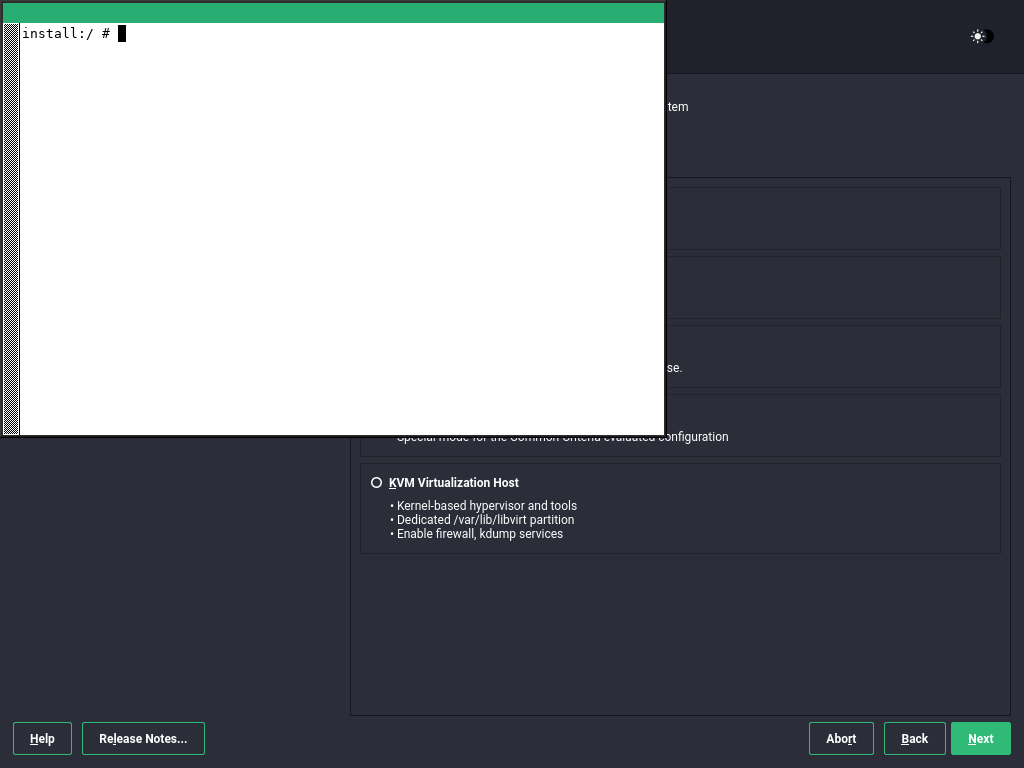 install:/ #
tem
se.
Special mode for the Common Criteria evaluated configuration
KVM Virtualization Host
• Kernel-based hypervisor and tools
• Dedicated /var/lib/libvirt partition
• Enable firewall, kdump services
Help
Release Notes...
Abort
Back
Next